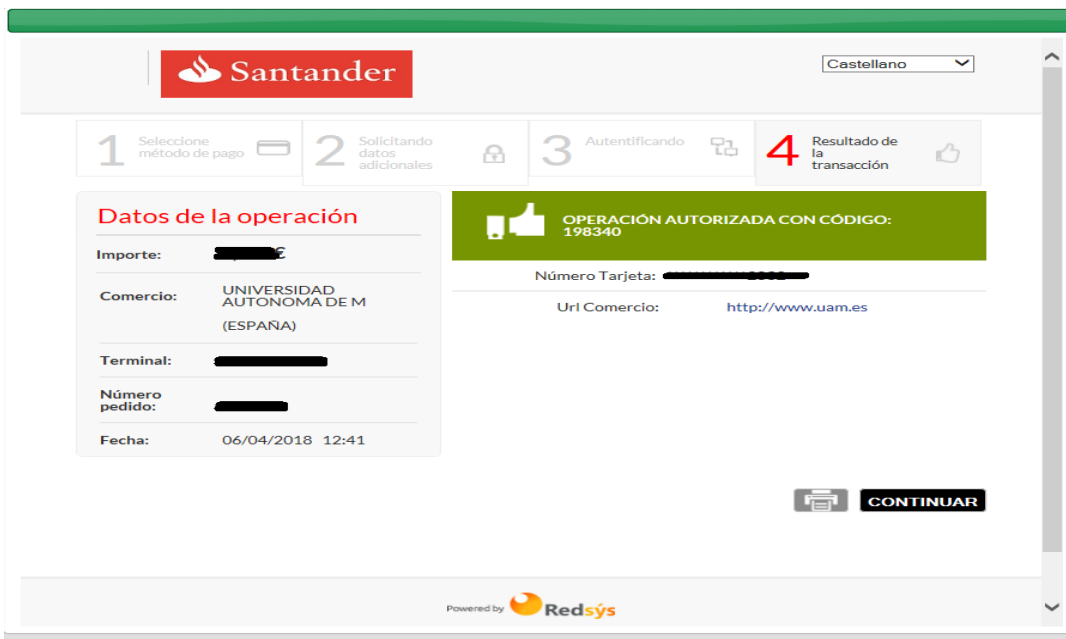 Santander
Castellano
1 Seleccione
método de pago
2 Solicitando
datos
adicionales
3 Autentificando
4 Resultado de
la
transacción
Datos de la operación
Importe: €
Comercio: UNIVERSIDAD
AUTONOMA DE M
(ESPAÑA)
Terminal:
Número
pedido:
Fecha: 06/04/2018 12:41
OPERACIÓN AUTORIZADA CON CÓDIGO:
198340
Número Tarjeta:
Url Comercio: http://www.uam.es
CONTINUAR
Powered by Redsýs